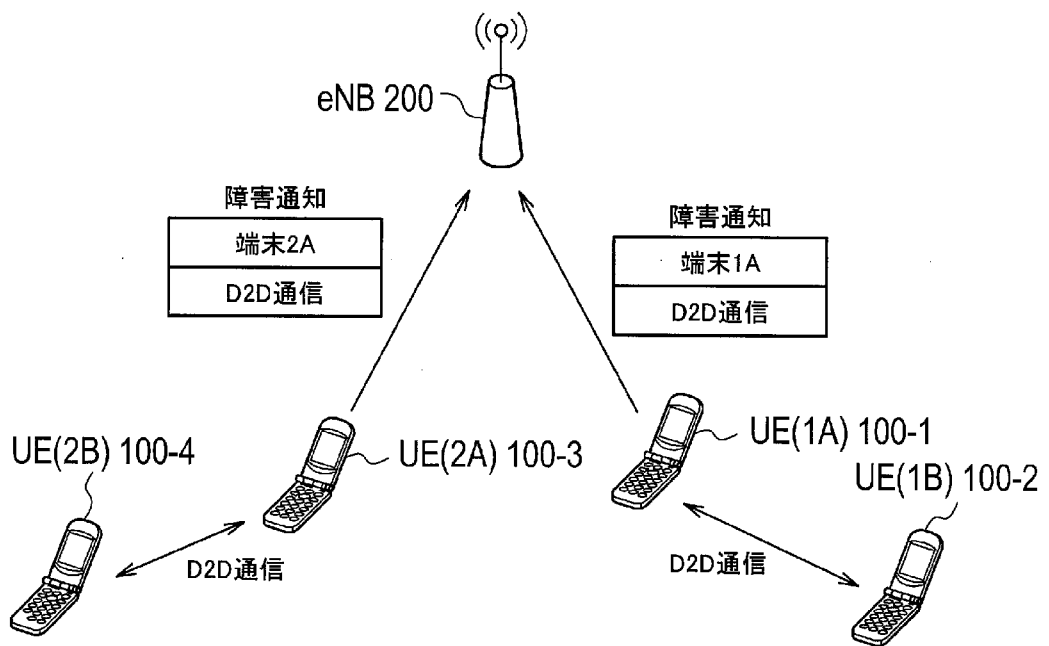 eNB 200
障害通知
端末2A
D2D通信
障害通知
端末1A
D2D通信
UE(2B) 100-4
UE(2A) 100-3
UE(1A) 100-1
UE(1B) 100-2
D2D通信
D2D通信